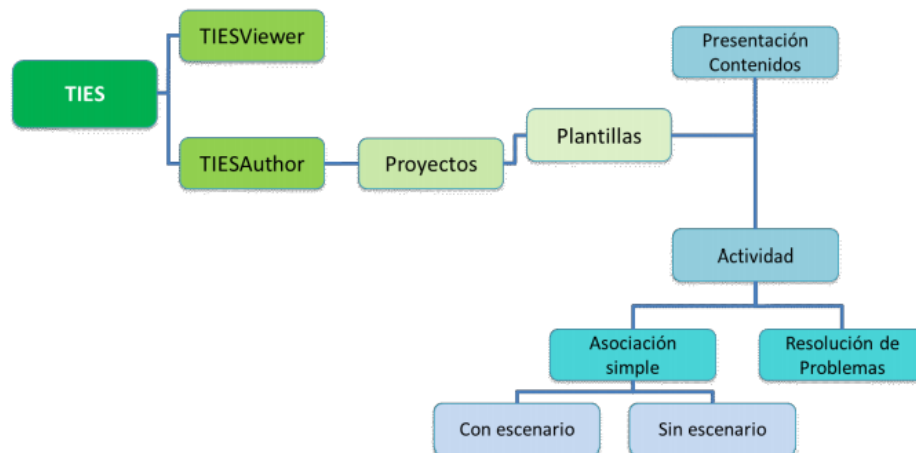 TIESViewer
Presentación
Contenidos
TIES
Plantillas
TIESAuthor
Proyectos
Actividad
Asociación
simple
Resolución de
Problemas
Con escenario
Sin escenario